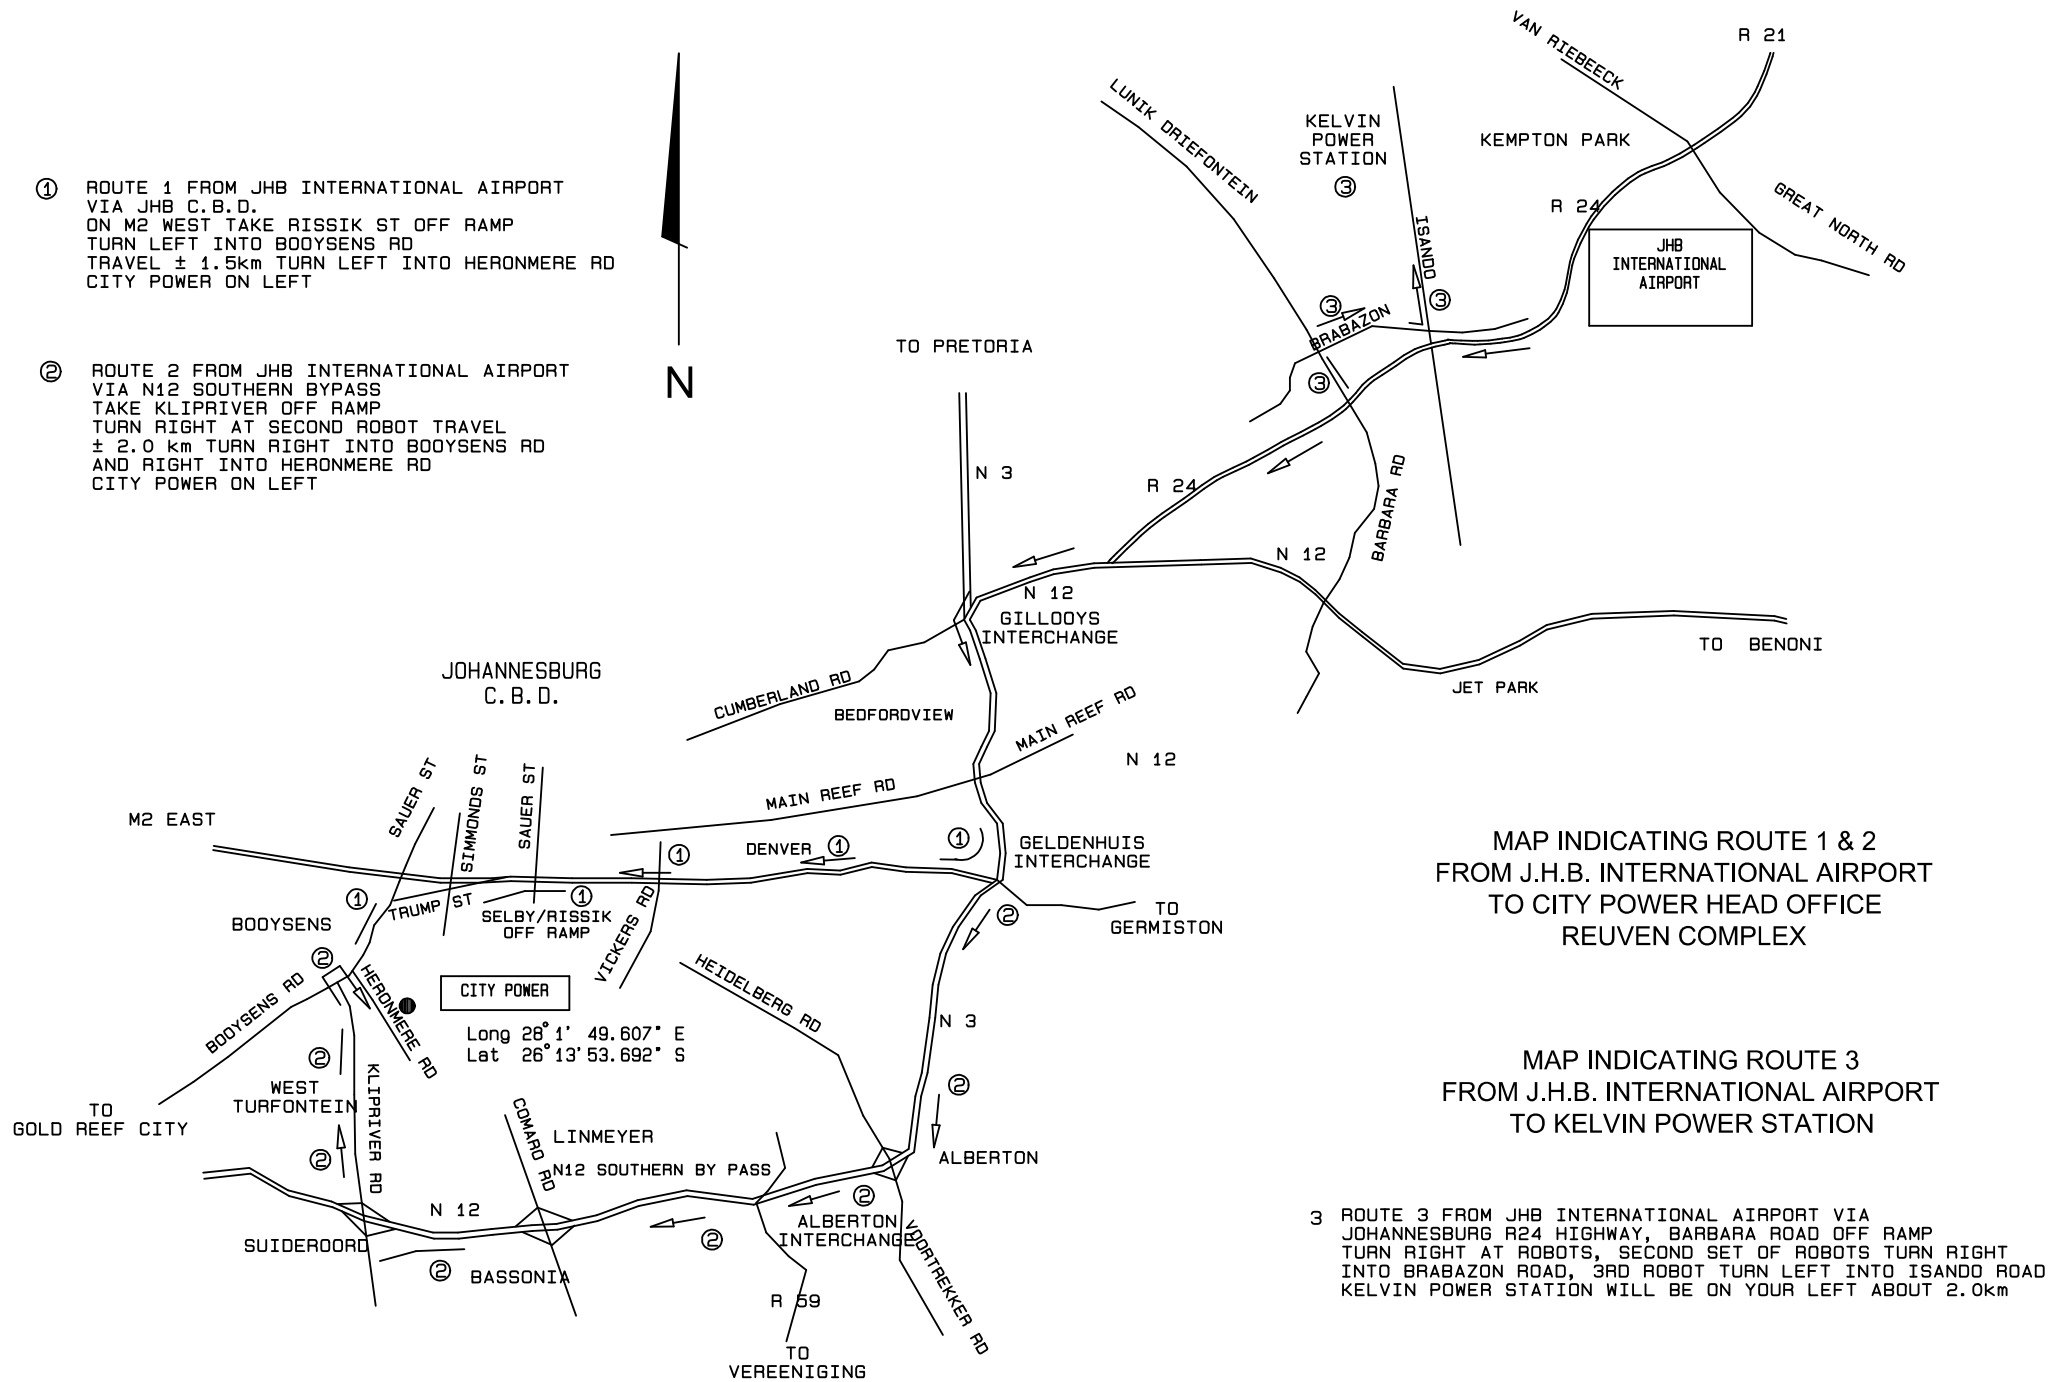 R 21
VAN RIEBEECK
LUNIK DRIEFONTEIN
KELVIN
POWER
STATION
3
KEMPTON PARK
R 24
GREAT NORTH RD
ISANDO
JHB
INTERNATIONAL
AIRPORT
3
3
BRABAZON
3
1 ROUTE 1 FROM JHB INTERNATIONAL AIRPORT
VIA JHB C.B.D.
ON M2 WEST TAKE RISSIK ST OFF RAMP
TURN LEFT INTO BOOYSENS RD
TRAVEL ± 1.5km TURN LEFT INTO HERONMERE RD
CITY POWER ON LEFT
2 ROUTE 2 FROM JHB INTERNATIONAL AIRPORT
VIA N12 SOUTHERN BYPASS
TAKE KLIPRIVER OFF RAMP
TURN RIGHT AT SECOND ROBOT TRAVEL
± 2.0 km TURN RIGHT INTO BOOYSENS RD
AND RIGHT INTO HERONMERE RD
CITY POWER ON LEFT
N
TO PRETORIA
N 3
R 24
BARBARA RD
N 12
N 12
GILLOOYS
INTERCHANGE
TO BENONI
JET PARK
JOHANNESBURG
C.B.D.
CUMBERLAND RD
BEDFORDVIEW
MAIN REEF RD
N 12
MAIN REEF RD
SAUER ST
SIMMONDS ST
SAUER ST
M2 EAST
DENVER
1
1
1
GELDENHUIS
INTERCHANGE
1
1
TRUMP ST
SELBY/RISSIK
OFF RAMP
VICKERS RD
BOOYSENS
2
TO
GERMISTON
2
BOOYSENS RD
HERONMERE RD
CITY POWER
Long 28° 1' 49.607" E
Lat 26° 13' 53.692" S
HEIDELBERG RD
N 3
2
WEST
TURFONTEIN
KLIPRIVER RD
2
TO
GOLD REEF CITY
COMARO RD
LINMEYER
N12 SOUTHERN BY PASS
ALBERTON
2
2
N 12
ALBERTON
INTERCHANGE
2
SUIDEROORD
2
BASSONIA
VOORTREKKER RD
R 59
TO
VEREENIGING
MAP INDICATING ROUTE 1 & 2
FROM J.H.B. INTERNATIONAL AIRPORT
TO CITY POWER HEAD OFFICE
REUVEN COMPLEX
MAP INDICATING ROUTE 3
FROM J.H.B. INTERNATIONAL AIRPORT
TO KELVIN POWER STATION
3 ROUTE 3 FROM JHB INTERNATIONAL AIRPORT VIA
JOHANNESBURG R24 HIGHWAY, BARBARA ROAD OFF RAMP
TURN RIGHT AT ROBOTS, SECOND SET OF ROBOTS TURN RIGHT
INTO BRABAZON ROAD, 3RD ROBOT TURN LEFT INTO ISANDO ROAD
KELVIN POWER STATION WILL BE ON YOUR LEFT ABOUT 2.0km